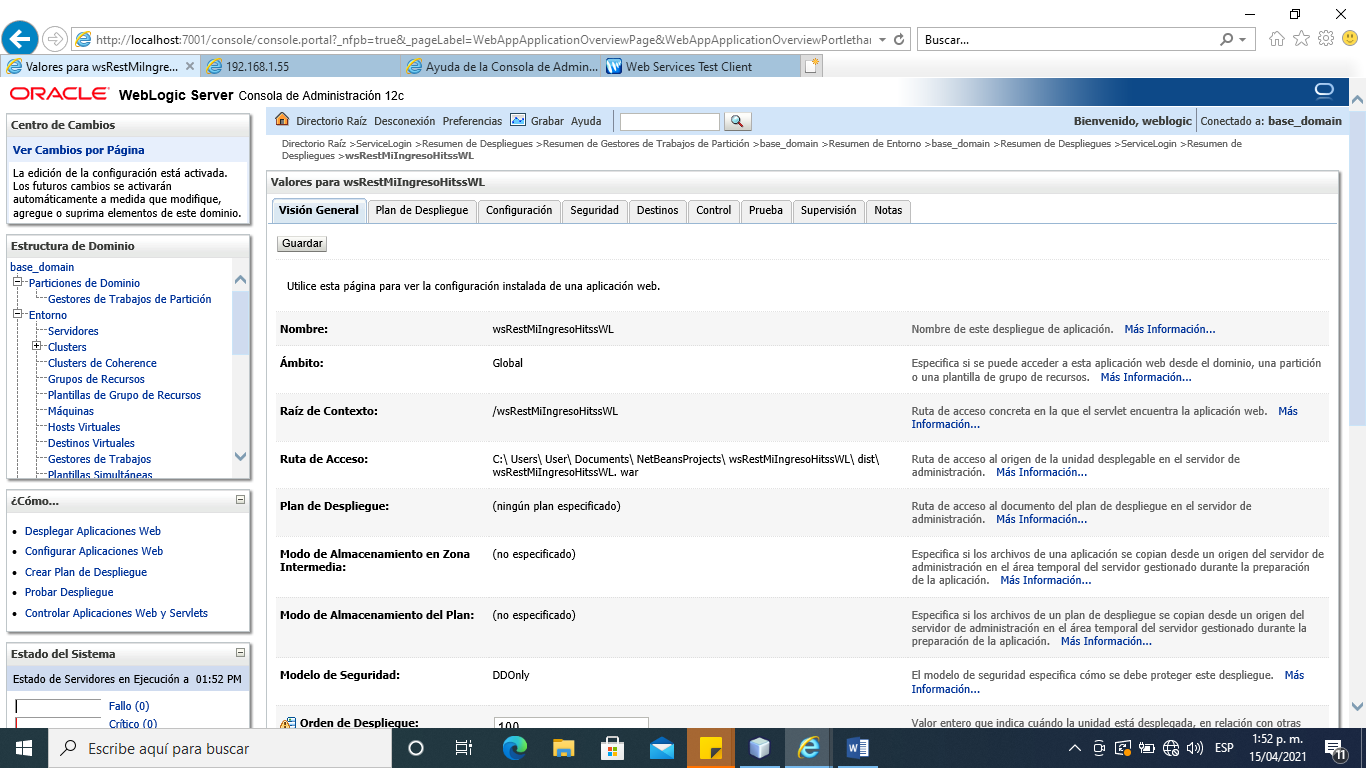 http://localhost:7001/console/console.portal?_nfpb=true&_pageLabel=WebAppApplicationOverviewPage&WebAppApplicationOverviewPortlethar
Buscar...
Valores para wsRestMiIngre...
192.168.1.55
Ayuda de la Consola de Admin...
Web Services Test Client
ORACLE WebLogic Server Consola de Administración 12c
Centro de Cambios
Ver Cambios por Página
La edición de la configuración está activada.
Los futuros cambios se activarán
automáticamente a medida que modifique,
agregue o suprima elementos de este dominio.
Estructura de Dominio
base_domain
Particiones de Dominio
Gestores de Trabajos de Partición
Entorno
Servidores
Clusters
Clusters de Coherence
Grupos de Recursos
Plantillas de Grupo de Recursos
Máquinas
Hosts Virtuales
Destinos Virtuales
Gestores de Trabajos
Plantillas Simultáneas
¿Cómo...
Desplegar Aplicaciones Web
Configurar Aplicaciones Web
Crear Plan de Despliegue
Probar Despliegue
Controlar Aplicaciones Web y Servlets
Estado del Sistema
Estado de Servidores en Ejecución a 01:52 PM
Fallo (0)
Crítico (0)
Directorio Raíz Desconexión Preferencias Grabar Ayuda
Bienvenido, weblogic Conectado a: base_domain
Directorio Raíz >ServiceLogin >Resumen de Despliegues >Resumen de Gestores de Trabajos de Partición >base_domain >Resumen de Entorno >base_domain >Resumen de Despliegues >ServiceLogin >Resumen de
Despliegues >wsRestMiIngresoHitssWL
Valores para wsRestMiIngresoHitssWL
Visión General Plan de Despliegue Configuración Seguridad Destinos Control Prueba Supervisión Notas
Guardar
Utilice esta página para ver la configuración instalada de una aplicación web.
Nombre: wsRestMiIngresoHitssWL Nombre de este despliegue de aplicación. Más Información...
Ámbito: Global Especifica si se puede acceder a esta aplicación web desde el dominio, una partición
o una plantilla de grupo de recursos. Más Información...
Raíz de Contexto: /wsRestMiIngresoHitssWL Ruta de acceso concreta en la que el servlet encuentra la aplicación web. Más
Información...
Ruta de Acceso: C:\ Users\ User\ Documents\ NetBeansProjects\ wsRestMiIngresoHitssWL\ dist\ Ruta de acceso al origen de la unidad desplegable en el servidor de
wsRestMiIngresoHitssWL. war administración. Más Información...
Plan de Despliegue: (ningún plan especificado) Ruta de acceso al documento del plan de despliegue en el servidor de
administración. Más Información...
Modo de Almacenamiento en Zona (no especificado) Especifica si los archivos de una aplicación se copian desde un origen del servidor de
Intermedia: administración en el área temporal del servidor gestionado durante la preparación
de la aplicación. Más Información...
Modo de Almacenamiento del Plan: (no especificado) Especifica si los archivos de un plan de despliegue se copian desde un origen del
servidor de administración en el área temporal del servidor gestionado durante la
preparación de la aplicación. Más Información...
Modelo de Seguridad: DDOnly El modelo de seguridad especifica cómo se debe proteger este despliegue. Más
Información...
Orden de Despliegue: 100 Valor entero que indica cuándo la unidad está desplegada, en relación con otras
Escribe aquí para buscar
ESP
1:52 p. m.
15/04/2021
11